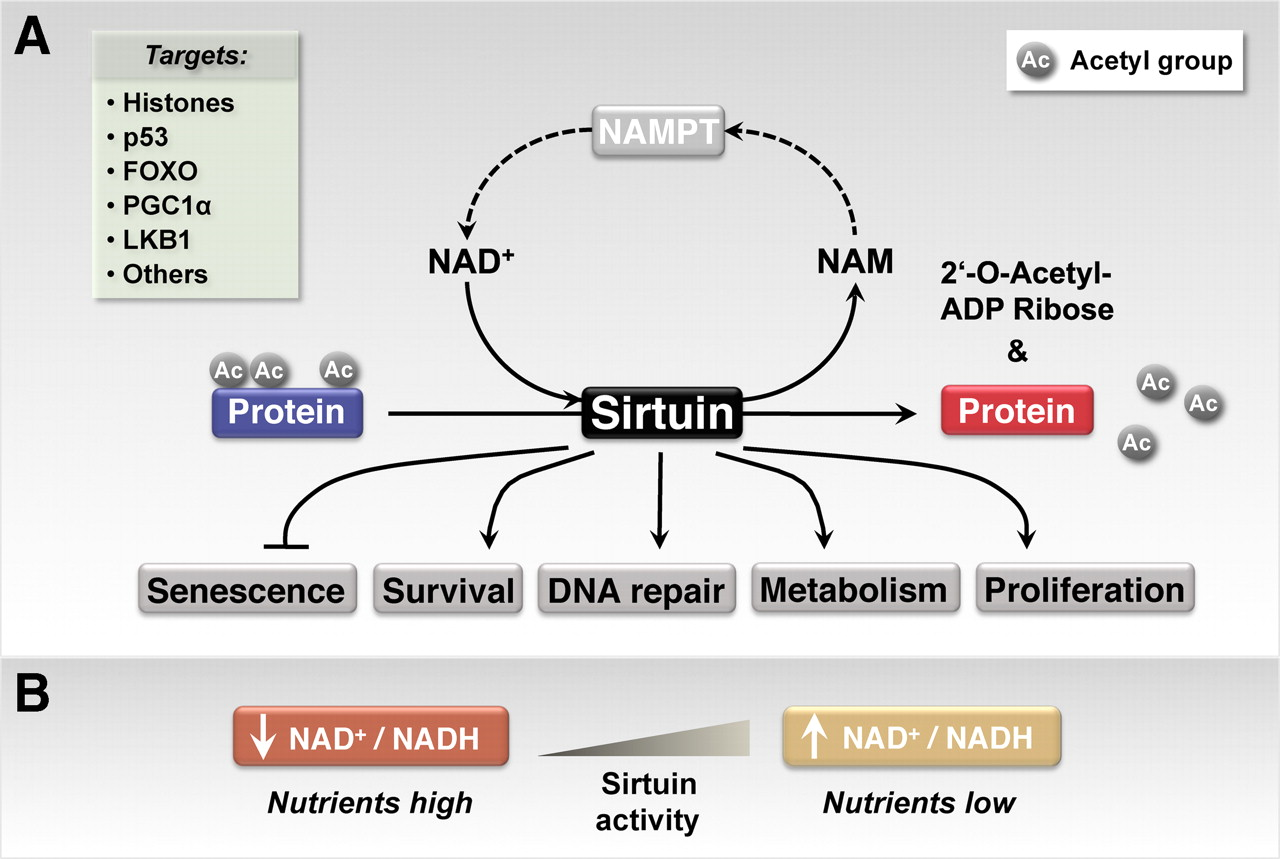 A
Targets:
• Histones
• p53
• FOXO
• PGC1α
• LKB1
• Others
Ac Acetyl group
NAMPT
NAD⁺
NAM
2‘-O-Acetyl-
ADP Ribose
&
Ac Ac Ac
Protein
Sirtuin
Protein
Ac
Ac
Ac
Senescence
Survival
DNA repair
Metabolism
Proliferation
B
↓ NAD⁺ / NADH
Nutrients high
Sirtuin
activity
↑ NAD⁺ / NADH
Nutrients low